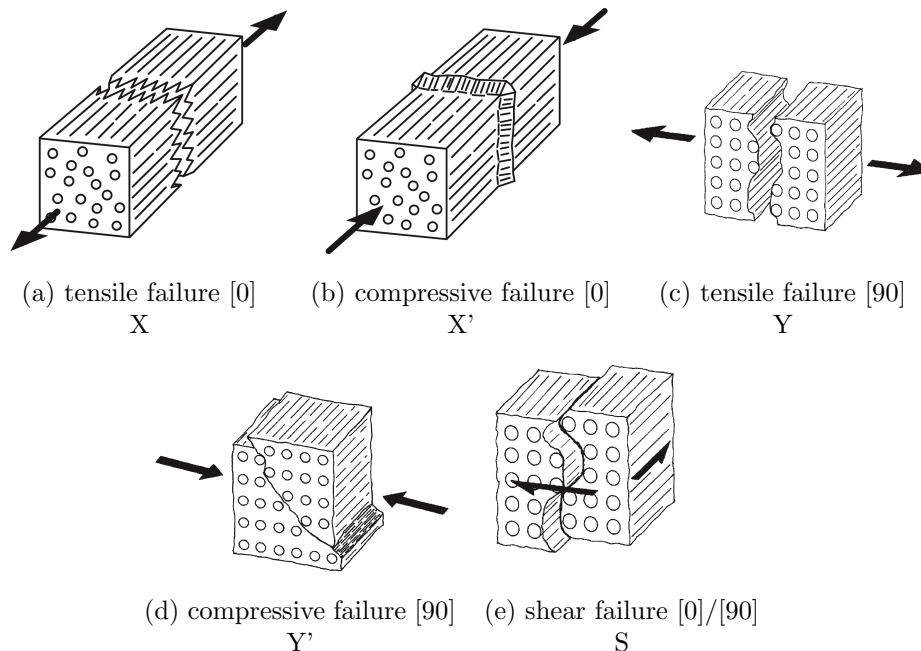 (a) tensile failure [0]
X
(b) compressive failure [0]
X'
(c) tensile failure [90]
Y
(d) compressive failure [90]
Y'
(e) shear failure [0]/[90]
S